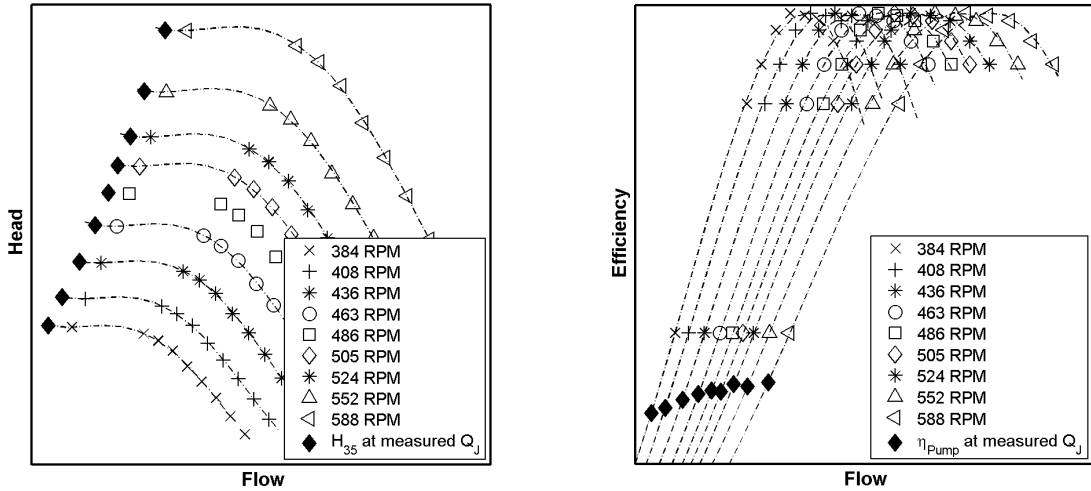 Head
384 RPM
408 RPM
436 RPM
463 RPM
486 RPM
505 RPM
524 RPM
552 RPM
588 RPM
H35 at measured QJ
Flow
Efficiency
384 RPM
408 RPM
436 RPM
463 RPM
486 RPM
505 RPM
524 RPM
552 RPM
588 RPM
ηPump at measured QJ
Flow